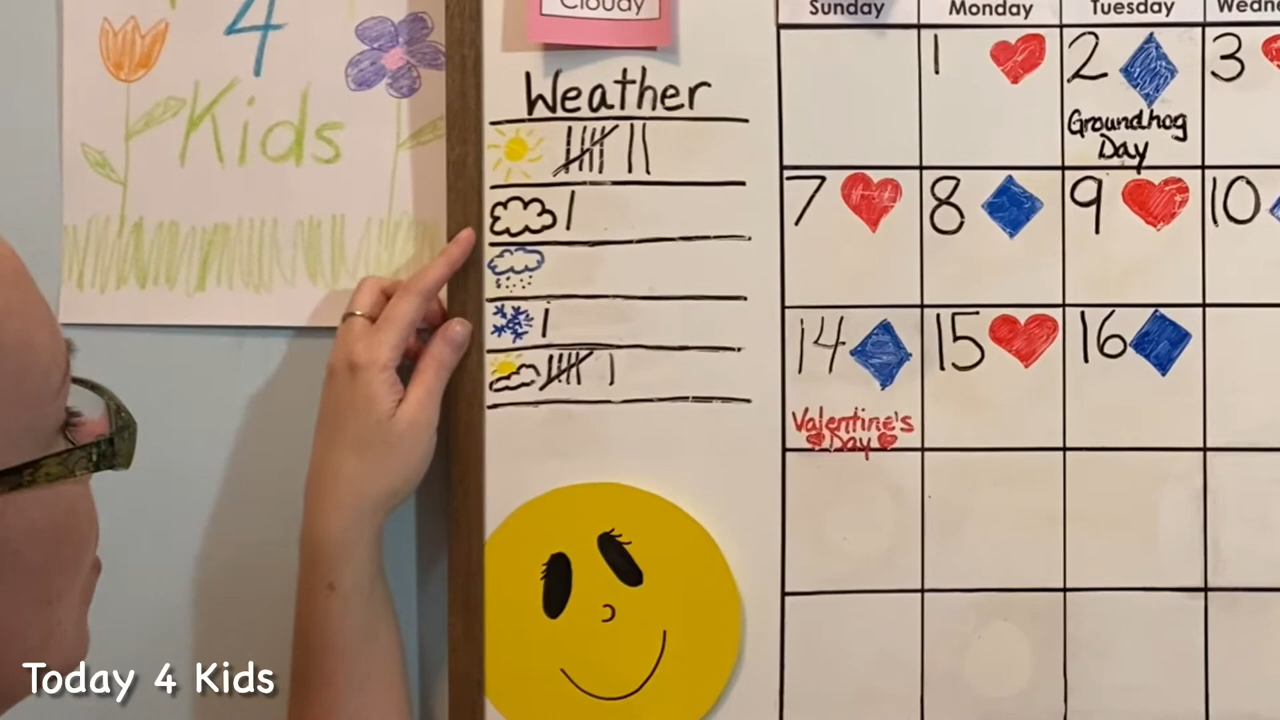 4
Kids
Cloudy
Weather
Sunday Monday Tuesday
1 2 3
Groundhog
Day
7 8 9 10
14 15 16
Valentine's
Day
Today 4 Kids